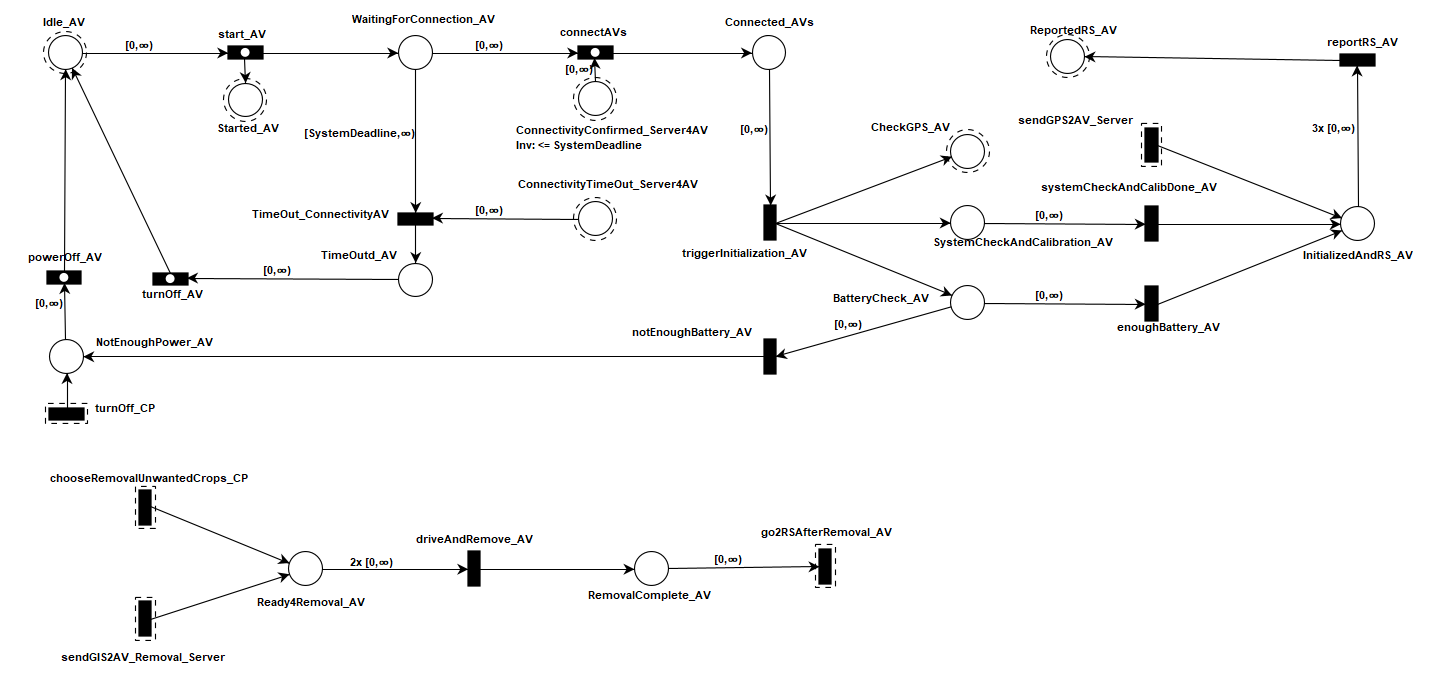 Idle_AV
[0,∞)
start_AV
Started_AV
WaitingForConnection_AV
[0,∞)
connectAVs
[0,∞)
ConnectivityConfirmed_Server4AV
Inv: <= SystemDeadline
Connected_AVs
[0,∞)
[SystemDeadline,∞)
ConnectivityTimeOut_Server4AV
[0,∞)
TimeOut_ConnectivityAV
TimeOutd_AV
[0,∞)
turnOff_AV
powerOff_AV
[0,∞)
NotEnoughPower_AV
turnOff_CP
triggerInitialization_AV
CheckGPS_AV
SystemCheckAndCalibration_AV
[0,∞)
systemCheckAndCalibDone_AV
sendGPS2AV_Server
BatteryCheck_AV
[0,∞)
notEnoughBattery_AV
[0,∞)
enoughBattery_AV
InitializedAndRS_AV
3x [0,∞)
reportRS_AV
ReportedRS_AV
chooseRemovalUnwantedCrops_CP
sendGIS2AV_Removal_Server
Ready4Removal_AV
2x [0,∞)
driveAndRemove_AV
RemovalComplete_AV
[0,∞)
go2RSAfterRemoval_AV